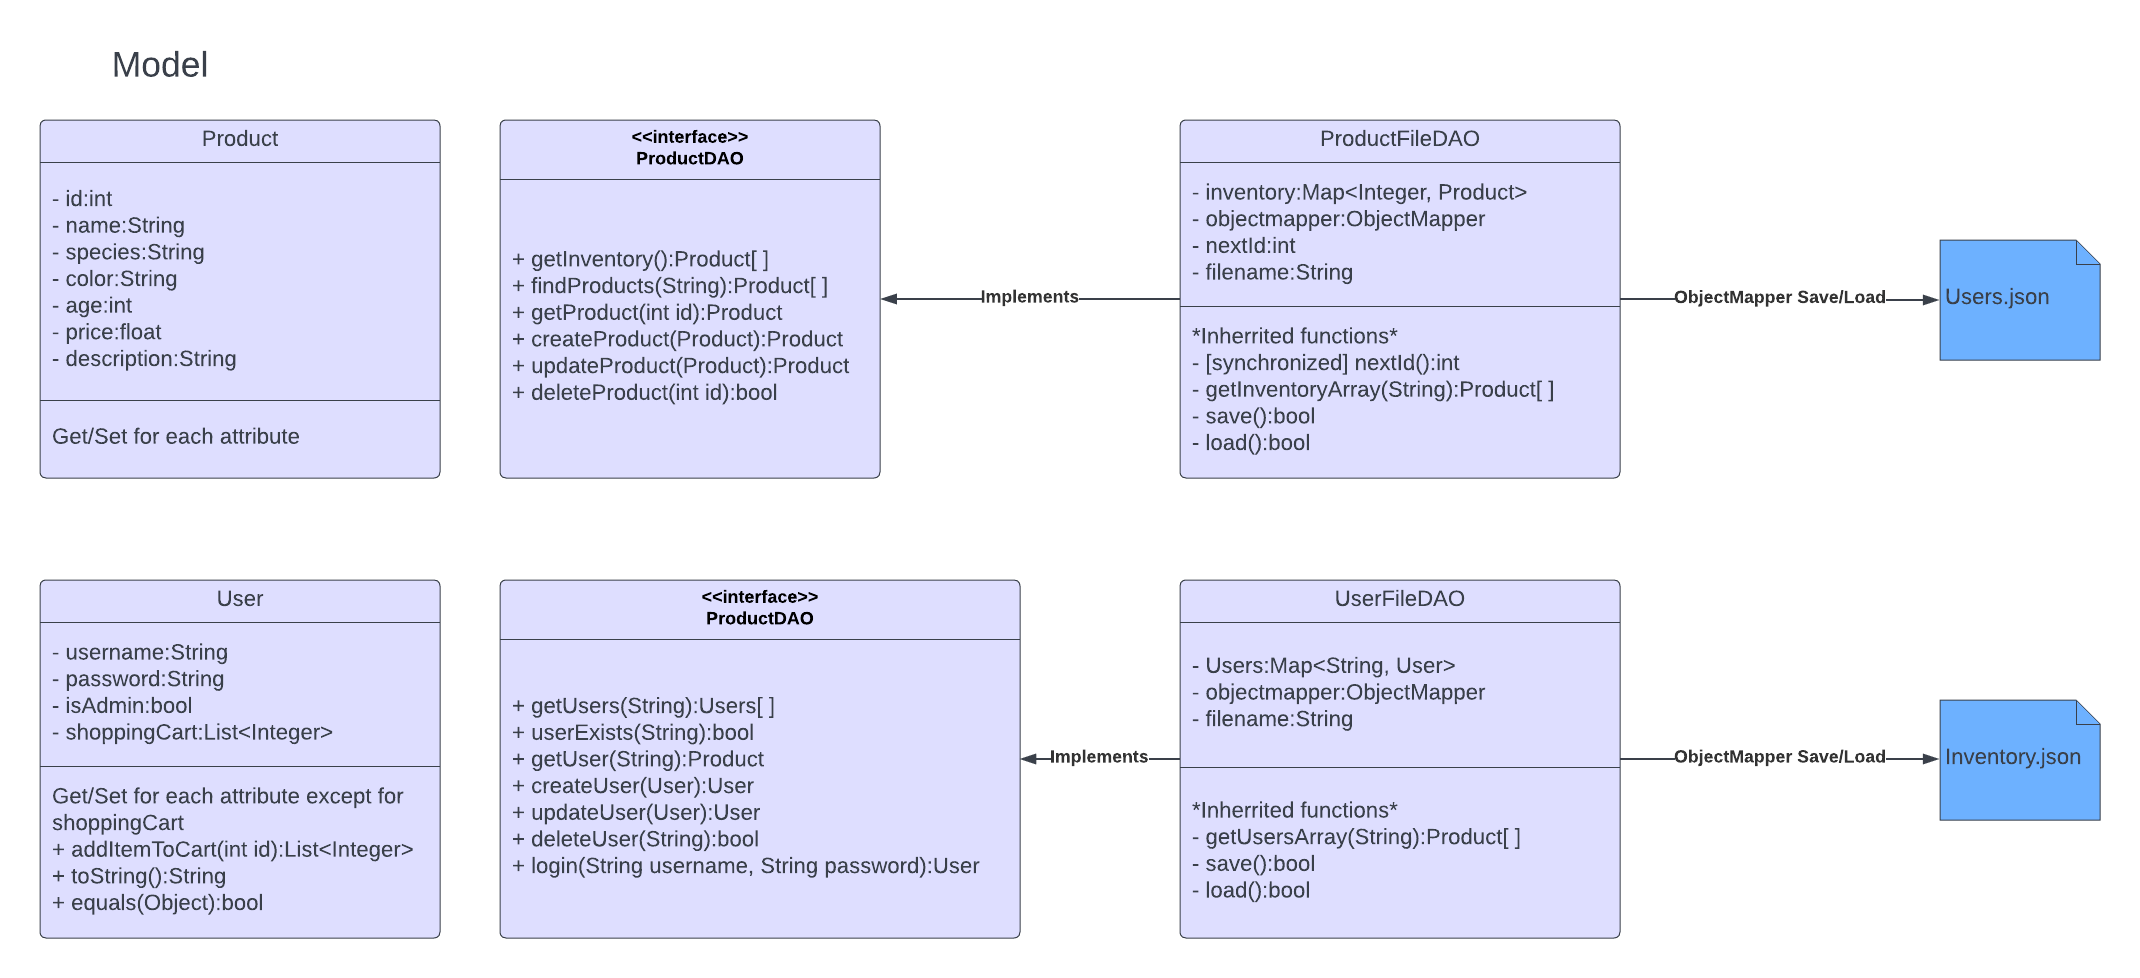 Model
Product
- id:int
- name:String
- species:String
- color:String
- age:int
- price:float
- description:String
Get/Set for each attribute
<<interface>>
ProductDAO
+ getInventory():Product[ ]
+ findProducts(String):Product[ ]
+ getProduct(int id):Product
+ createProduct(Product):Product
+ updateProduct(Product):Product
+ deleteProduct(int id):bool
Implements
ProductFileDAO
- inventory:Map<Integer, Product>
- objectmapper:ObjectMapper
- nextId:int
- filename:String
*Inherrited functions*
- [synchronized] nextId():int
- getInventoryArray(String):Product[ ]
- save():bool
- load():bool
ObjectMapper Save/Load
Users.json
User
- username:String
- password:String
- isAdmin:bool
- shoppingCart:List<Integer>
Get/Set for each attribute except for
shoppingCart
+ addItemToCart(int id):List<Integer>
+ toString():String
+ equals(Object):bool
<<interface>>
ProductDAO
+ getUsers(String):Users[ ]
+ userExists(String):bool
+ getUser(String):Product
+ createUser(User):User
+ updateUser(User):User
+ deleteUser(String):bool
+ login(String username, String password):User
Implements
UserFileDAO
- Users:Map<String, User>
- objectmapper:ObjectMapper
- filename:String
*Inherrited functions*
- getUsersArray(String):Product[ ]
- save():bool
- load():bool
ObjectMapper Save/Load
Inventory.json